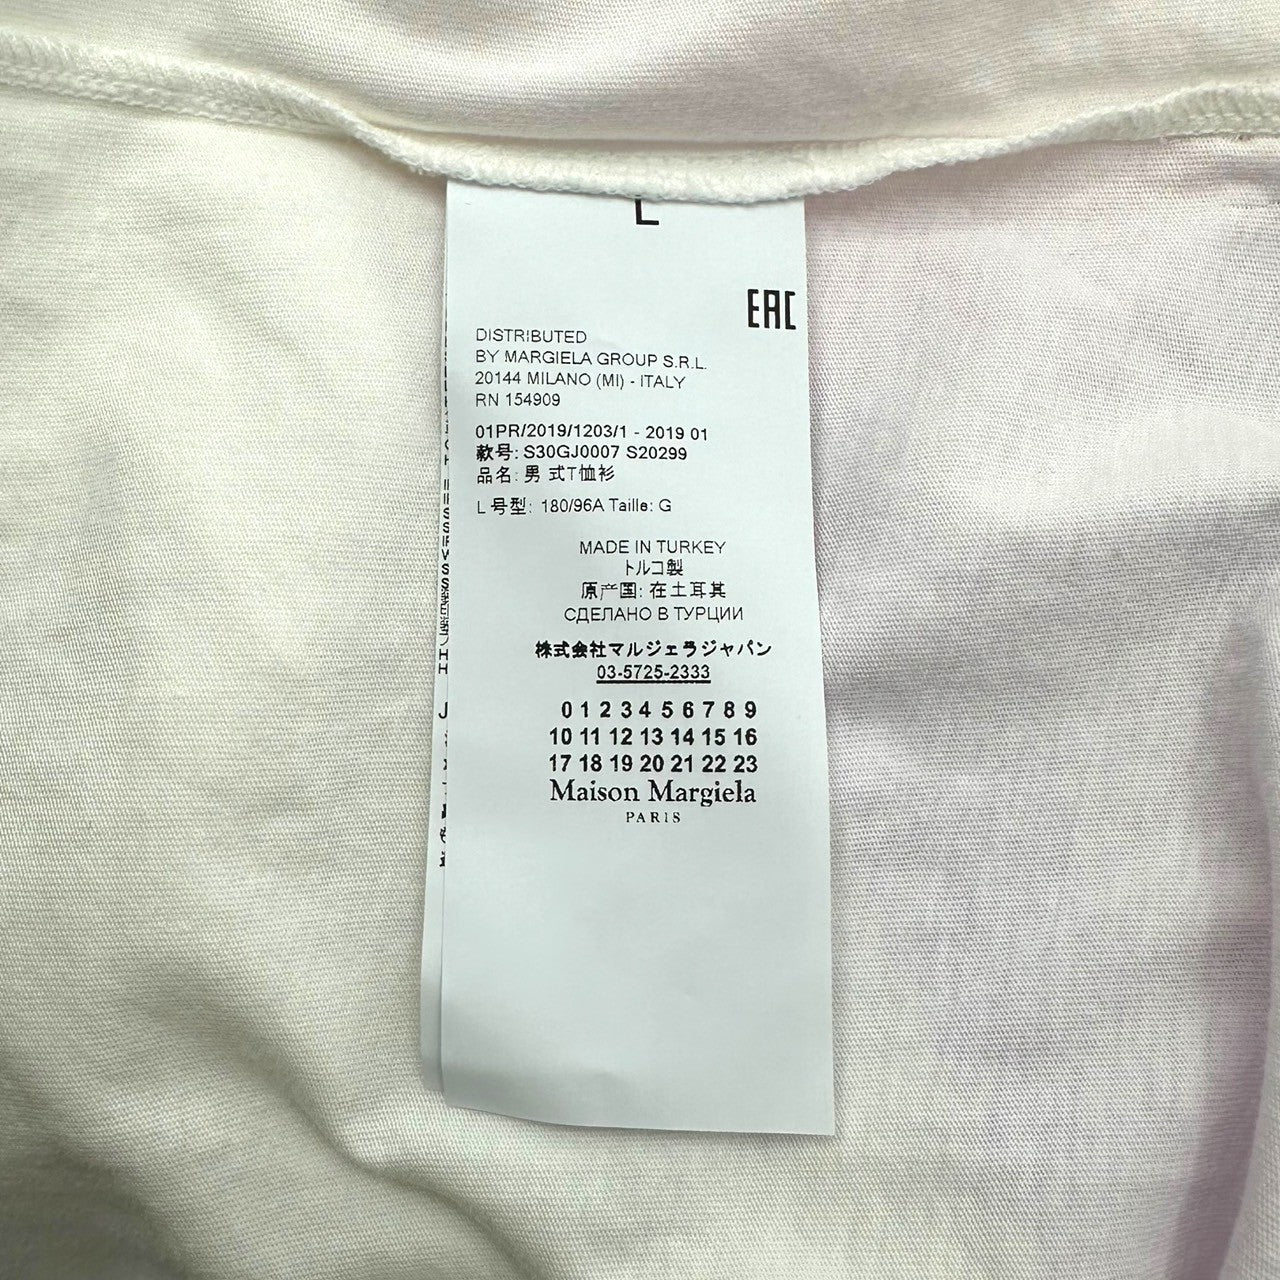 L
EAC
DISTRIBUTED
BY MARGIELA GROUP S.R.L.
20144 MILANO (MI) - ITALY
RN 154909
01PR/2019/1203/1 - 2019 01
款号: S30GJ0007 S20299
品名: 男 式T恤衫
L 号型: 180/96A Taille: G
MADE IN TURKEY
トルコ製
原产国: 在土耳其
СДЕЛАНО В ТУРЦИИ
株式会社マルジェラジャパン
03-5725-2333
0 1 2 3 4 5 6 7 8 9
10 11 12 13 14 15 16
17 18 19 20 21 22 23
Maison Margiela
PARIS